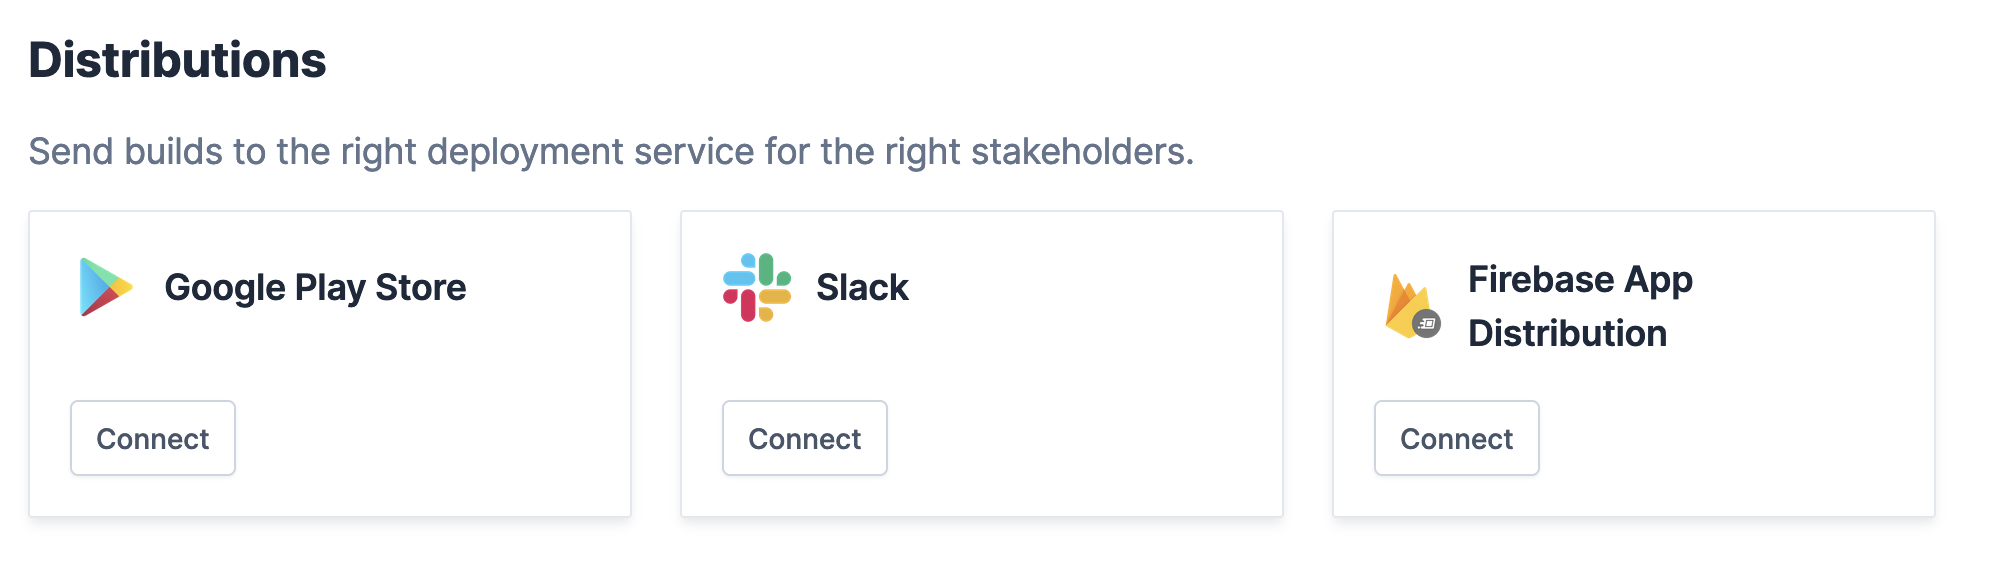 Distributions
Send builds to the right deployment service for the right stakeholders.
Google Play Store
Slack
Firebase App
Distribution
Connect
Connect
Connect